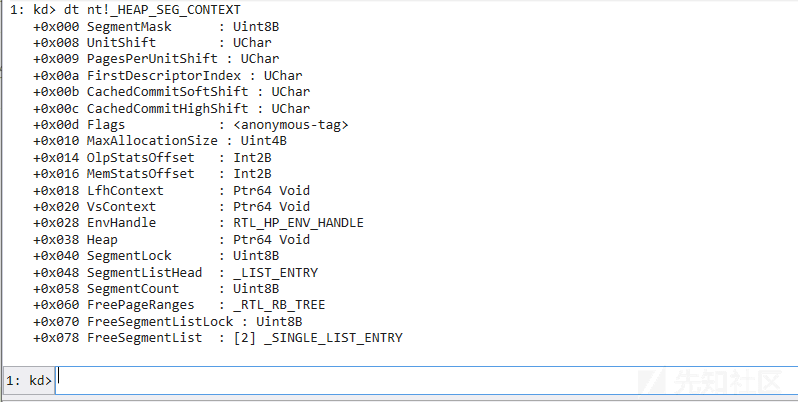 1: kd> dt nt!_HEAP_SEG_CONTEXT
+0x000 SegmentMask : Uint8B
+0x008 UnitShift : UChar
+0x009 PagesPerUnitShift : UChar
+0x00a FirstDescriptorIndex : UChar
+0x00b CachedCommitSoftShift : UChar
+0x00c CachedCommitHighShift : UChar
+0x00d Flags : <anonymous-tag>
+0x010 MaxAllocationSize : Uint4B
+0x014 OlpStatsOffset : Int2B
+0x016 MemStatsOffset : Int2B
+0x018 LfhContext : Ptr64 Void
+0x020 VsContext : Ptr64 Void
+0x028 EnvHandle : RTL_HP_ENV_HANDLE
+0x038 Heap : Ptr64 Void
+0x040 SegmentLock : Uint8B
+0x048 SegmentListHead : _LIST_ENTRY
+0x058 SegmentCount : Uint8B
+0x060 FreePageRanges : _RTL_RB_TREE
+0x070 FreeSegmentListLock : Uint8B
+0x078 FreeSegmentList : [2] _SINGLE_LIST_ENTRY
1: kd>
先知社区